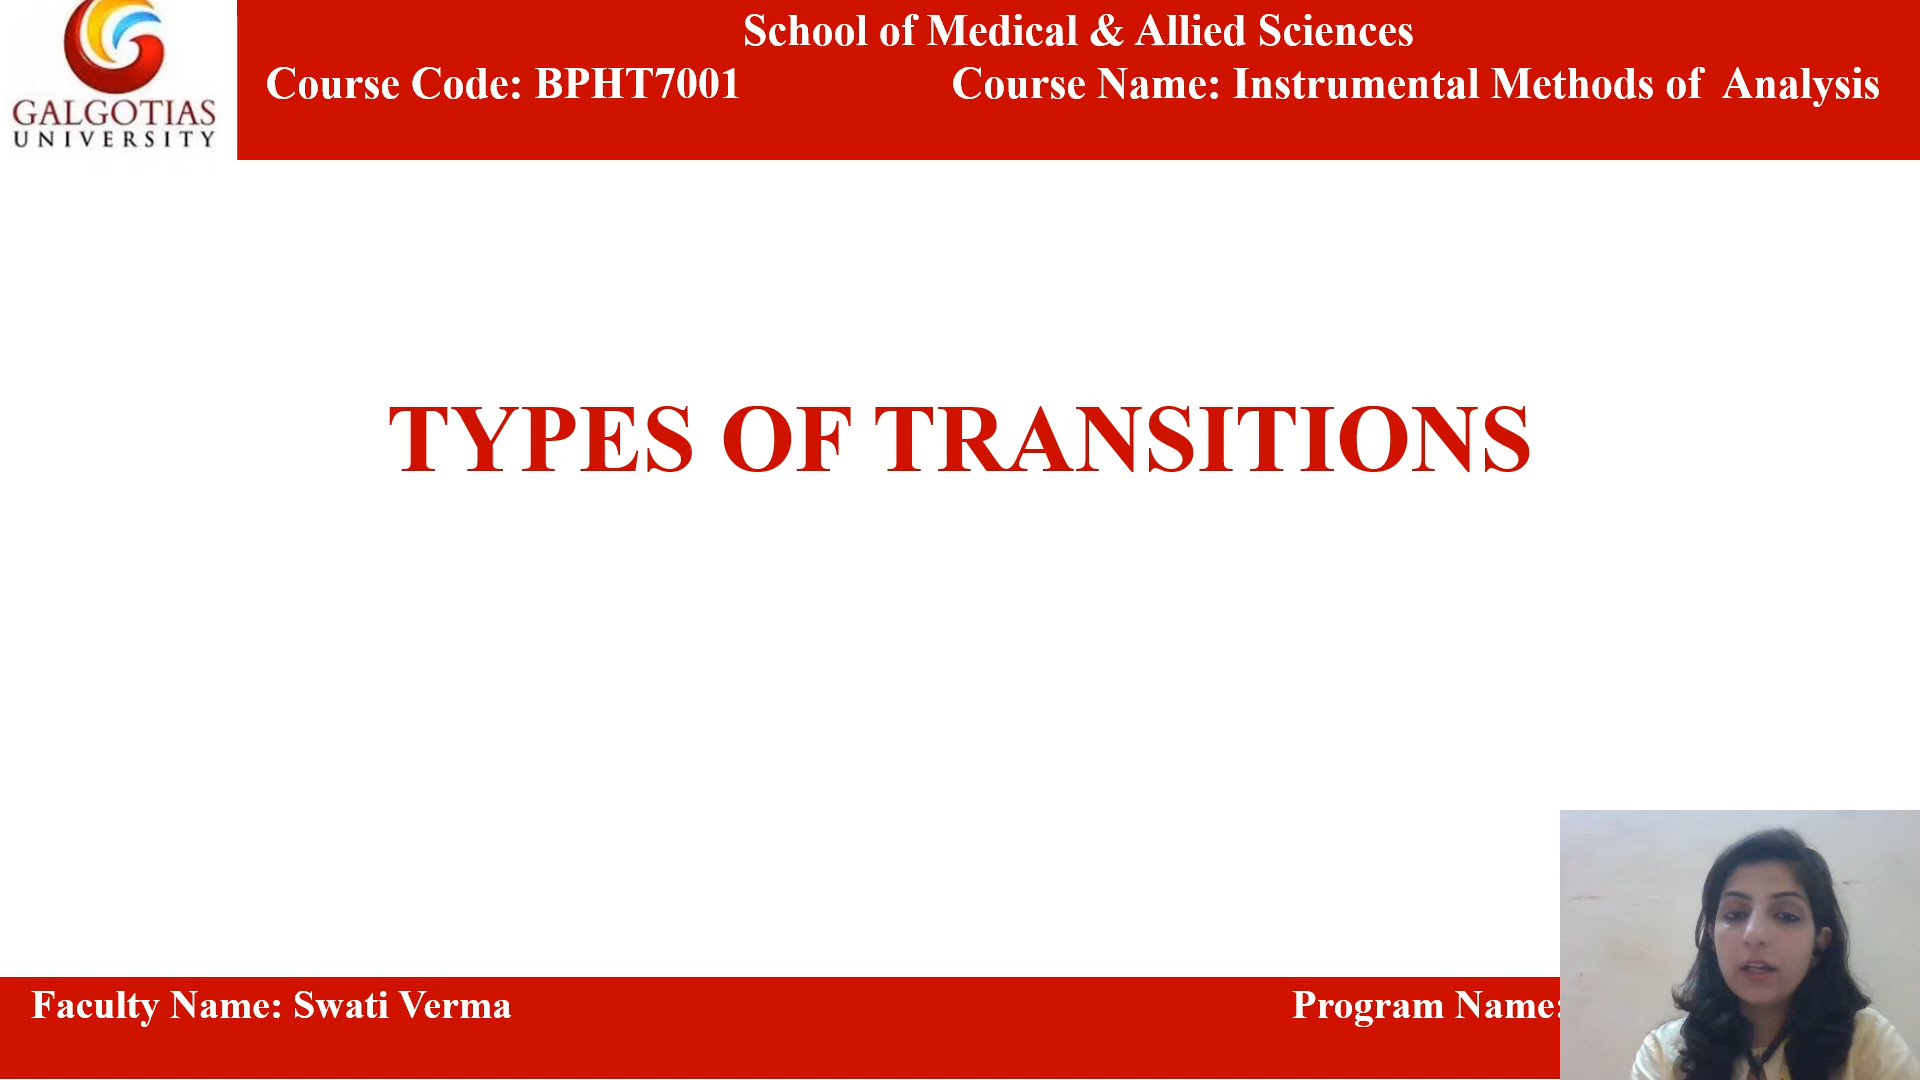 GALGOTIAS
UNIVERSITY
School of Medical & Allied Sciences
Course Code: BPHT7001 Course Name: Instrumental Methods of Analysis
TYPES OF TRANSITIONS
Faculty Name: Swati Verma Program Name: